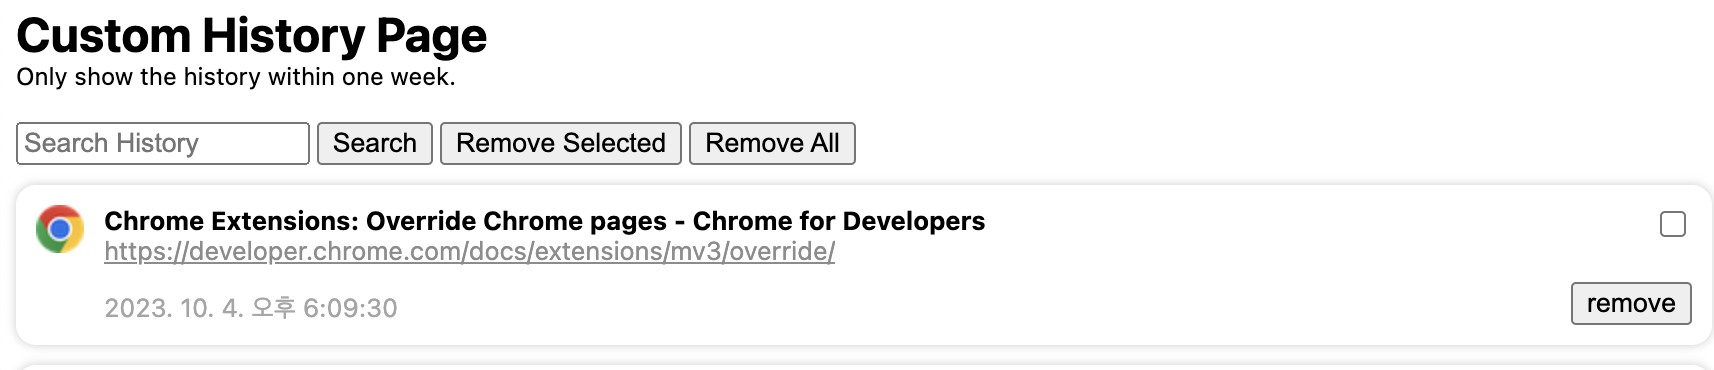 Custom History Page
Only show the history within one week.
Search History Search Remove Selected Remove All
Chrome Extensions: Override Chrome pages - Chrome for Developers
https://developer.chrome.com/docs/extensions/mv3/override/
2023. 10. 4. 오후 6:09:30
remove